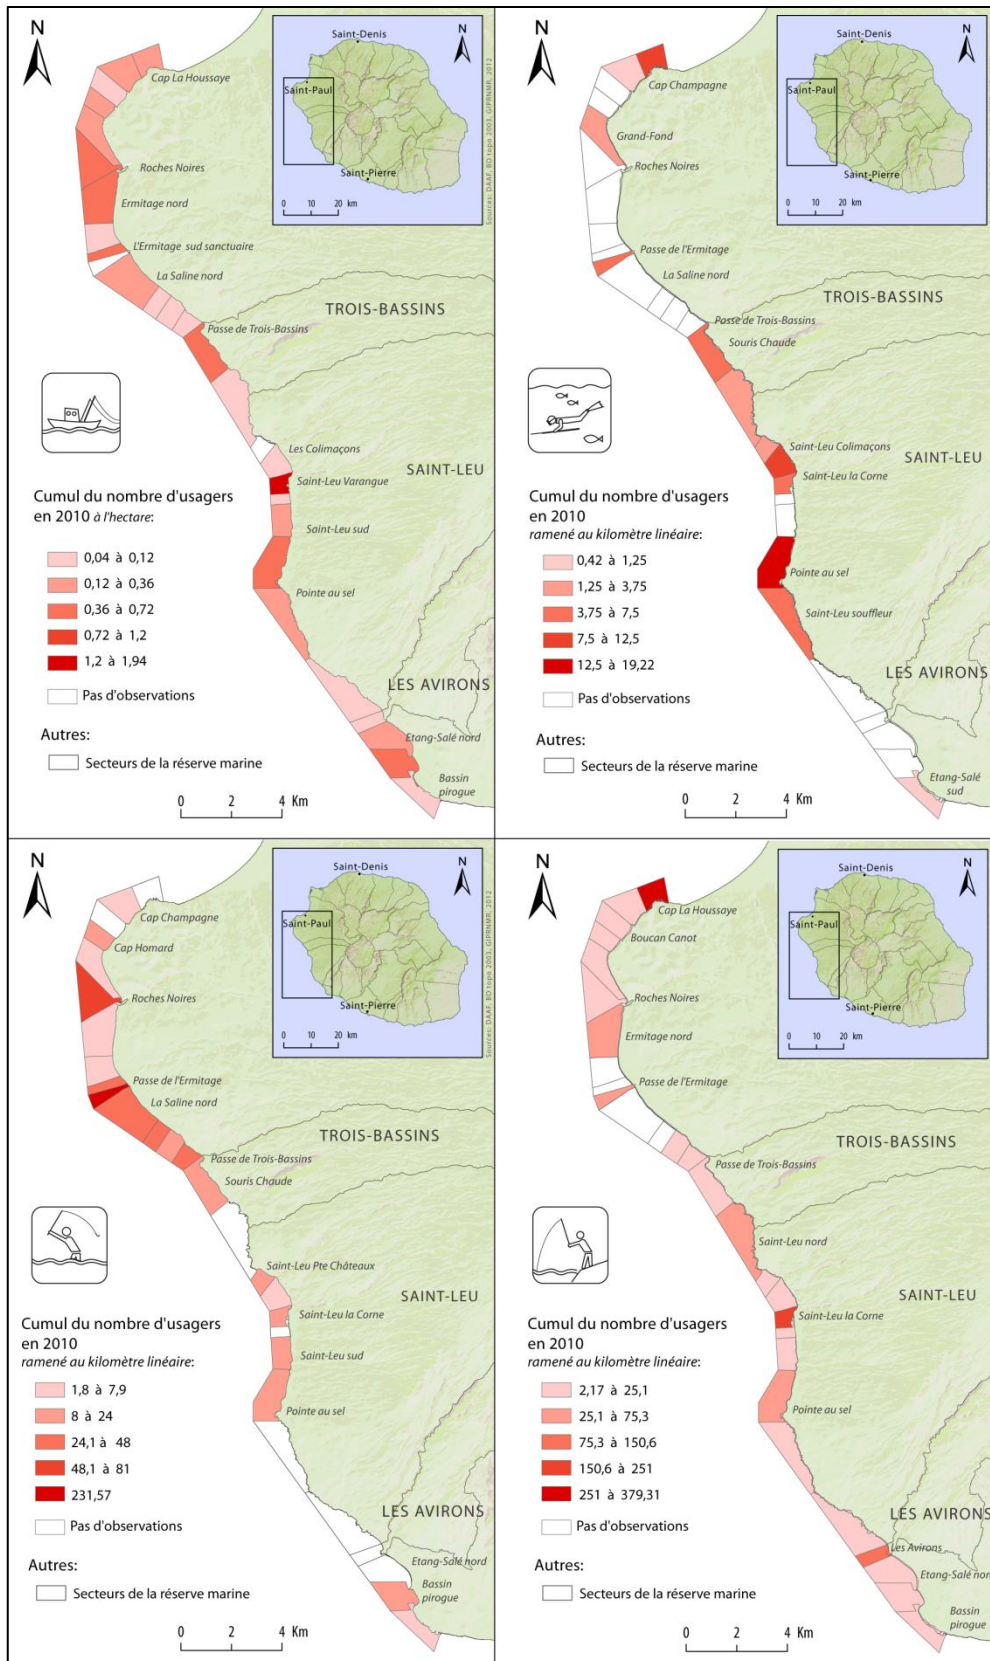 N
Saint-Denis
N
Saint-Paul
Saint-Pierre
0 10 20 km
Sources: DAAF, BD topo 2003, GIPRNMR, 2012
Cap La Houssaye
Roches Noires
Ermitage nord
L'Ermitage sud sanctuaire
La Saline nord
TROIS-BASSINS
Passe de Trois-Bassins
Les Colimaçons
SAINT-LEU
Saint-Leu Varangue
Saint-Leu sud
Pointe au sel
LES AVIRONS
Etang-Salé nord
Bassin
pirogue
Cumul du nombre d'usagers
en 2010 à l'hectare:
0,04 à 0,12
0,12 à 0,36
0,36 à 0,72
0,72 à 1,2
1,2 à 1,94
Pas d'observations
Autres:
Secteurs de la réserve marine
0 2 4 Km
N
Saint-Denis
N
Saint-Paul
Saint-Pierre
0 10 20 km
Cap Champagne
Grand-Fond
Roches Noires
Passe de l'Ermitage
La Saline nord
TROIS-BASSINS
Passe de Trois-Bassins
Souris Chaude
Saint-Leu Colimaçons
SAINT-LEU
Saint-Leu la Corne
Pointe au sel
Saint-Leu souffleur
LES AVIRONS
Etang-Salé
sud
Cumul du nombre d'usagers
en 2010
ramené au kilomètre linéaire:
0,42 à 1,25
1,25 à 3,75
3,75 à 7,5
7,5 à 12,5
12,5 à 19,22
Pas d'observations
Autres:
Secteurs de la réserve marine
0 2 4 Km
N
Saint-Denis
N
Saint-Paul
Saint-Pierre
0 10 20 km
Sources: DAAF, BD topo 2003, GIPRNMR, 2012
Cap Champagne
Cap Homard
Roches Noires
Passe de l'Ermitage
La Saline nord
TROIS-BASSINS
Passe de Trois-Bassins
Souris Chaude
Saint-Leu Pte Châteaux
SAINT-LEU
Saint-Leu la Corne
Saint-Leu sud
Pointe au sel
LES AVIRONS
Etang-Salé nord
Bassin
pirogue
Cumul du nombre d'usagers
en 2010
ramené au kilomètre linéaire:
1,8 à 7,9
8 à 24
24,1 à 48
48,1 à 81
231,57
Pas d'observations
Autres:
Secteurs de la réserve marine
0 2 4 Km
N
Saint-Denis
N
Saint-Paul
Saint-Pierre
0 10 20 km
Cap La Houssaye
Boucan Canot
Roches Noires
Ermitage nord
Passe de l'Ermitage
TROIS-BASSINS
Passe de Trois-Bassins
Saint-Leu nord
SAINT-LEU
Saint-Leu la Corne
Pointe au sel
LES AVIRONS
Les Avirons
Etang-Salé nord
Bassin
pirogue
Cumul du nombre d'usagers
en 2010
ramené au kilomètre linéaire:
2,17 à 25,1
25,1 à 75,3
75,3 à 150,6
150,6 à 251
251 à 379,31
Pas d'observations
Autres:
Secteurs de la réserve marine
0 2 4 Km